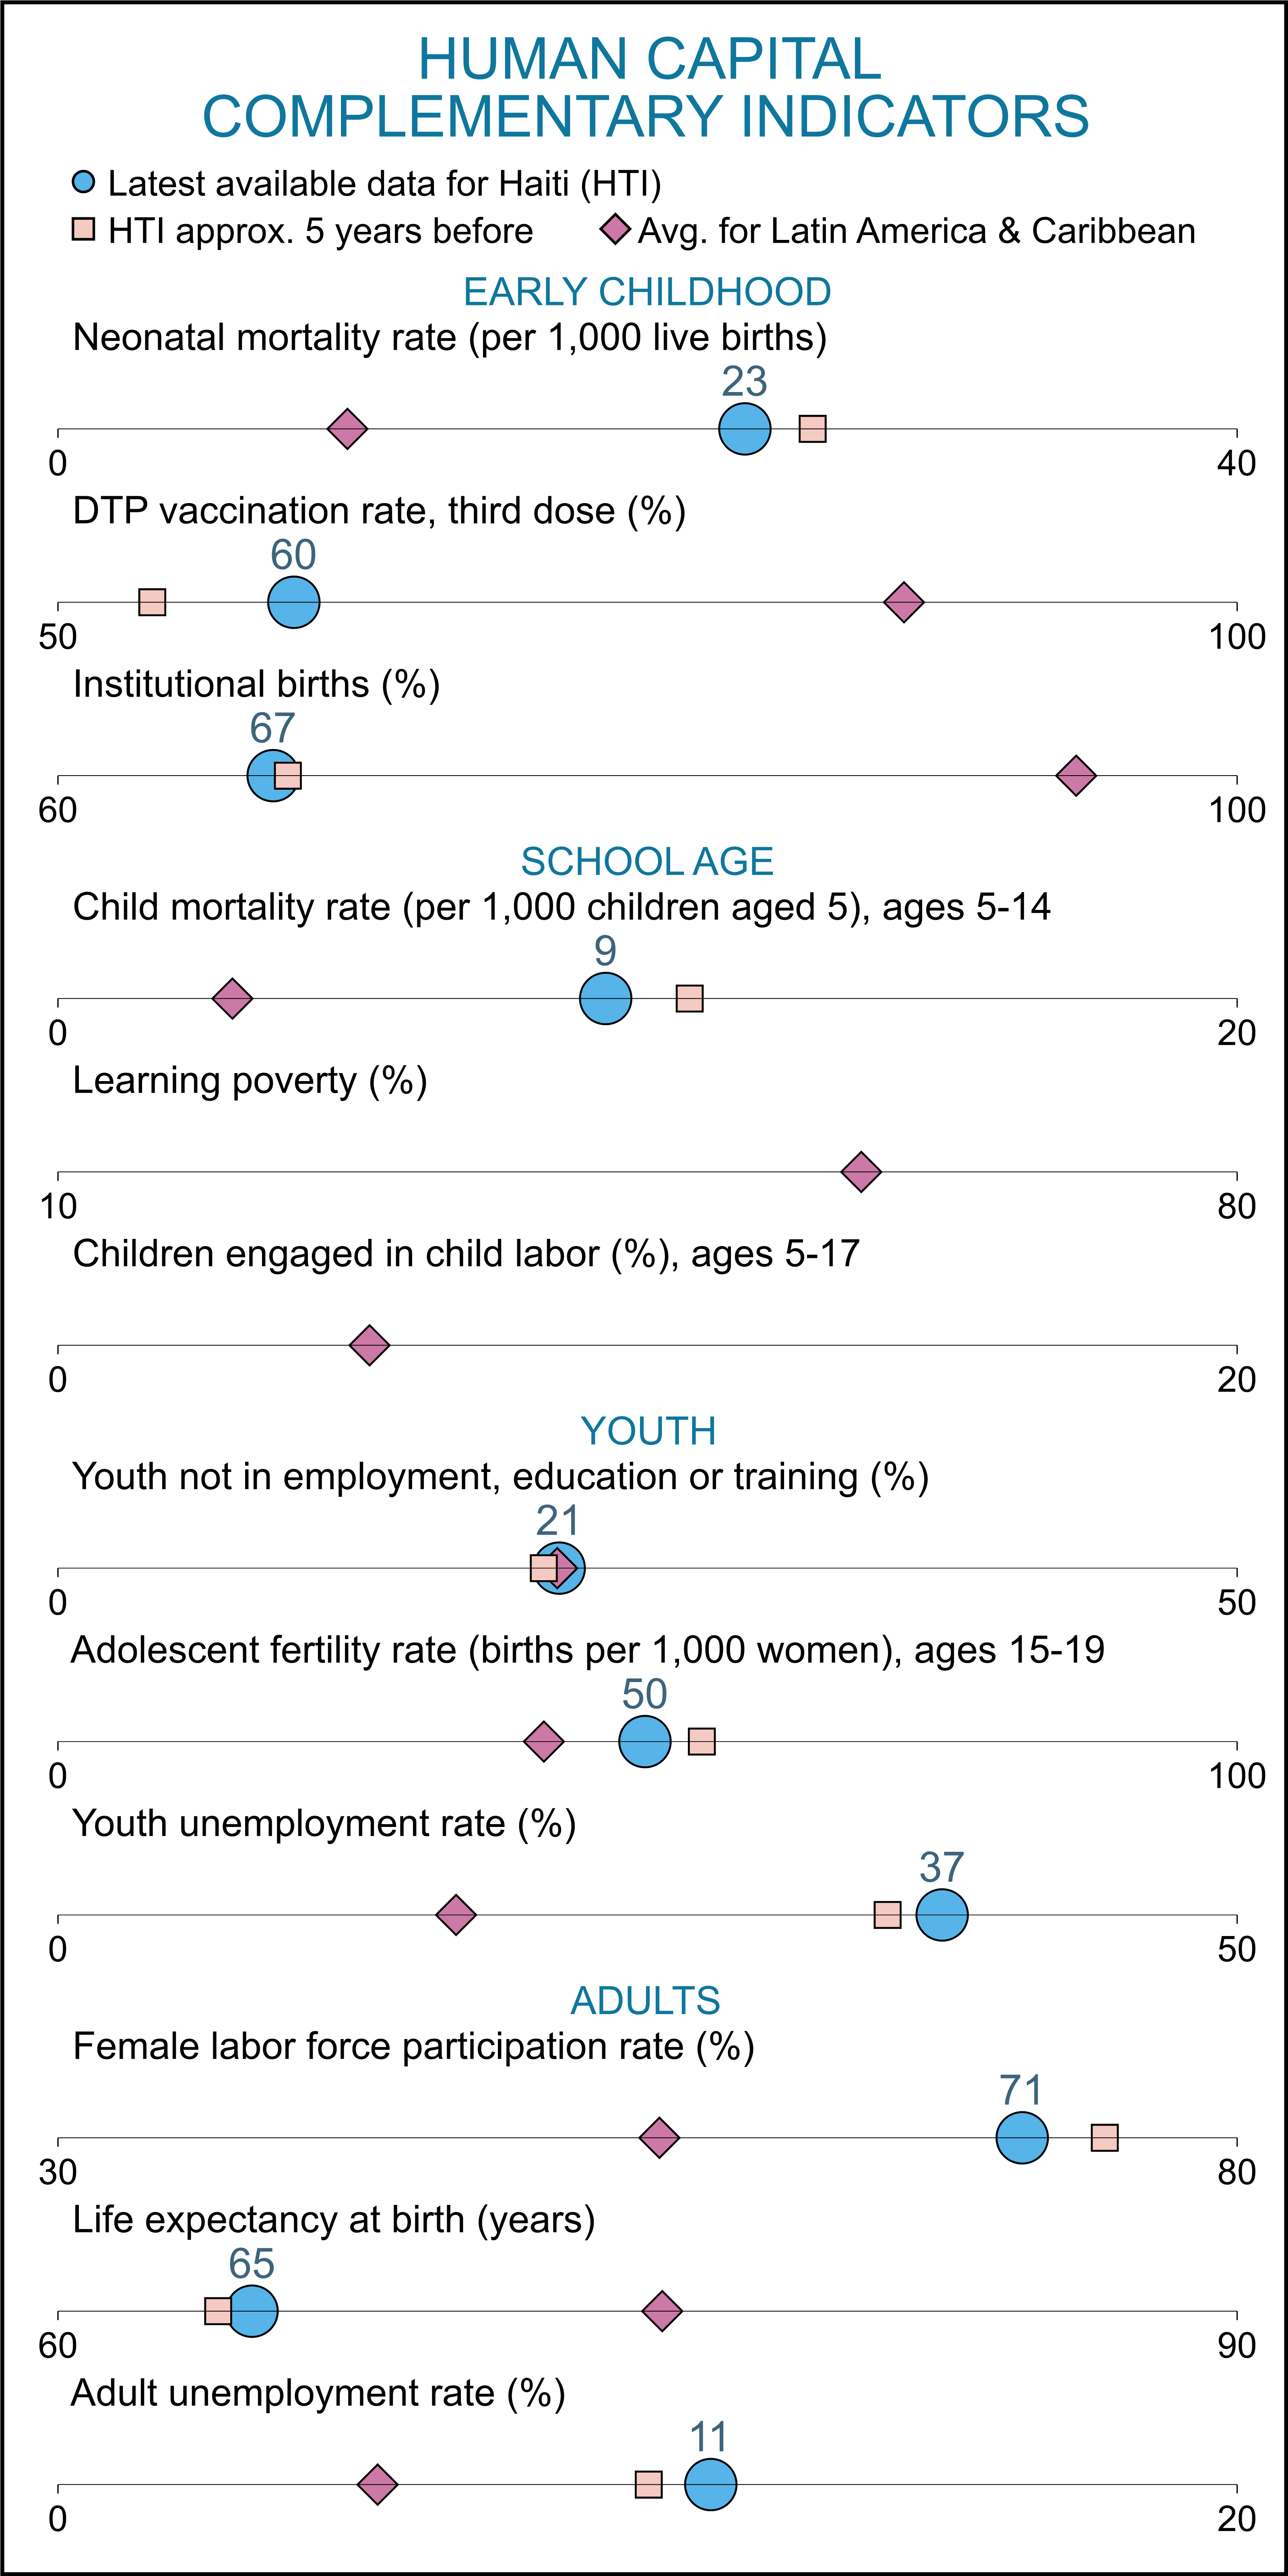 HUMAN CAPITAL
COMPLEMENTARY INDICATORS
Latest available data for Haiti (HTI)
HTI approx. 5 years before Avg. for Latin America & Caribbean
EARLY CHILDHOOD
Neonatal mortality rate (per 1,000 live births)
23
0 40
DTP vaccination rate, third dose (%)
60
50 100
Institutional births (%)
67
60 100
SCHOOL AGE
Child mortality rate (per 1,000 children aged 5), ages 5-14
9
0 20
Learning poverty (%)
10 80
Children engaged in child labor (%), ages 5-17
0 20
YOUTH
Youth not in employment, education or training (%)
21
0 50
Adolescent fertility rate (births per 1,000 women), ages 15-19
50
0 100
Youth unemployment rate (%)
37
0 50
ADULTS
Female labor force participation rate (%)
71
30 80
Life expectancy at birth (years)
65
60 90
Adult unemployment rate (%)
11
0 20